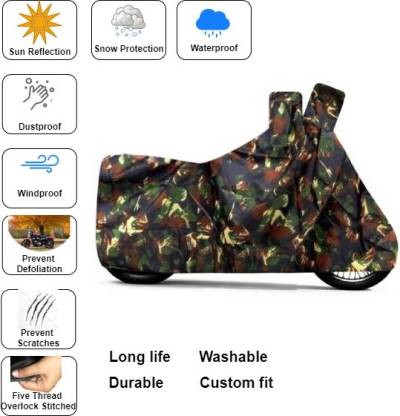 Sun Reflection
Snow Protection
Waterproof
Dustproof
Windproof
Prevent
Defoliation
Prevent
Scratches
Five Thread
Overlock Stitched
Long life Washable
Durable Custom fit